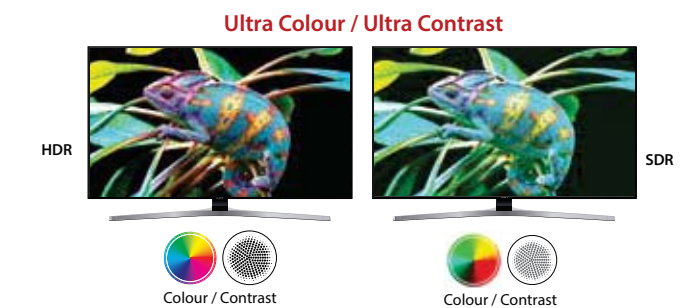 Ultra Colour / Ultra Contrast
HDR
SDR
Colour / Contrast
Colour / Contrast